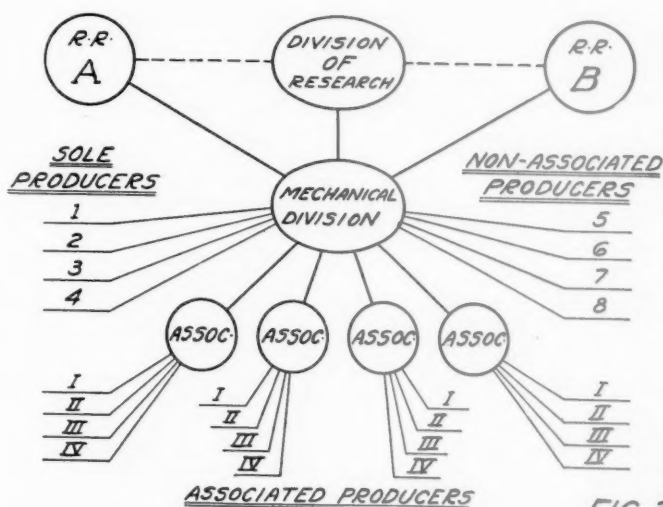 R.R.
A
DIVISION
OF
RESEARCH
R.R.
B
SOLE
PRODUCERS
1
2
3
4
MECHANICAL
DIVISION
NON-ASSOCIATED
PRODUCERS
5
6
7
8
ASSOC.
ASSOC.
ASSOC.
ASSOC.
I
II
III
IV
I
II
III
IV
I
II
III
IV
I
II
III
IV
ASSOCIATED PRODUCERS